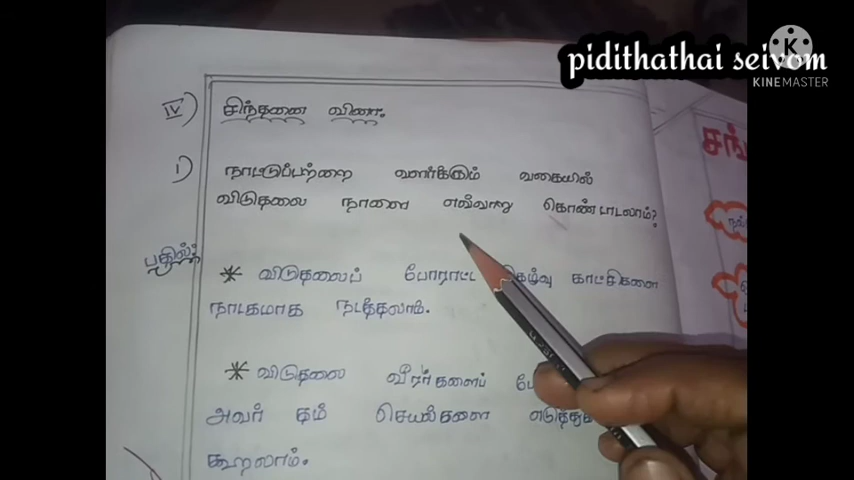 pidithathai seivom
KINEMASTER
IV) சிந்தனை வினா.
1) நாட்டுப்பற்றை வளர்க்கும் வகையில்
விடுதலை நாளை எவ்வாறு கொண்டாடலாம்?
பதில்:
* விடுதலைப் போராட்ட காட்சிகளை
நாடகமாக நடத்தலாம்.
* விடுதலை வீரர்களைப்
அவர் தம் செயல்களை
கூறலாம்.